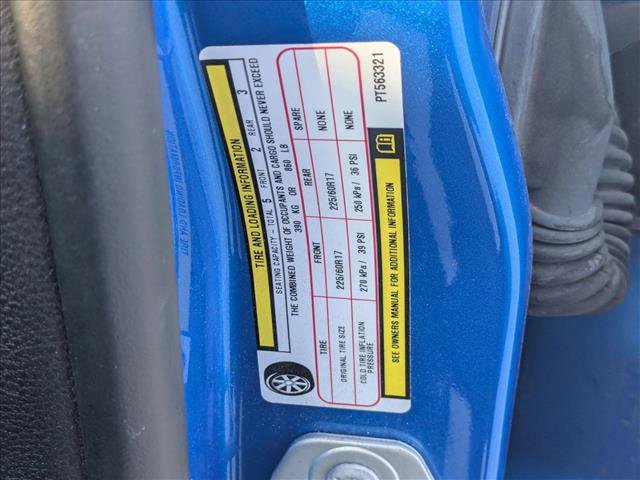 TIRE AND LOADING INFORMATION
SEATING CAPACITY – TOTAL 5 FRONT 2 REAR 3
THE COMBINED WEIGHT OF OCCUPANTS AND CARGO SHOULD NEVER EXCEED
390 KG OR 860 LB
TIRE FRONT REAR SPARE
ORIGINAL TIRE SIZE 225/60R17 225/60R17 NONE
COLD TIRE INFLATION PRESSURE 270 kPa / 39 PSI 250 kPa / 36 PSI NONE
SEE OWNERS MANUAL FOR ADDITIONAL INFORMATION
PT563321